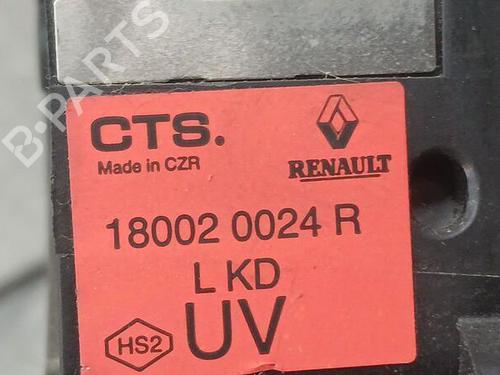 B-PARTS
CTS.
Made in CZR
RENAULT
18002 0024 R
L KD
UV
HS2